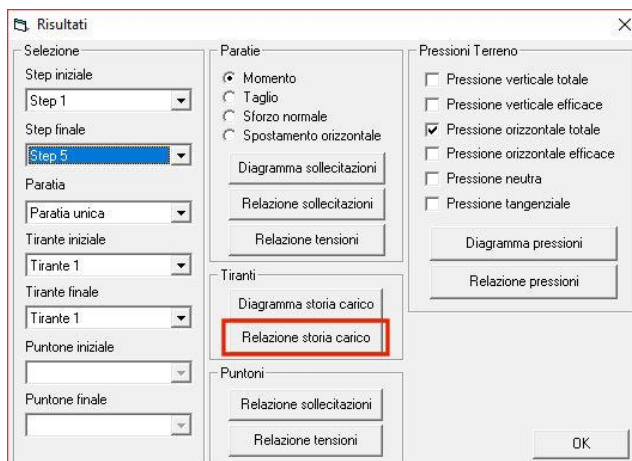 Risultati
Selezione
Step iniziale
Step 1
Step finale
Step 5
Paratia
Paratia unica
Tirante iniziale
Tirante 1
Tirante finale
Tirante 1
Puntone iniziale
Puntone finale
Paratie
Momento
Taglio
Sforzo normale
Spostamento orizzontale
Diagramma sollecitazioni
Relazione sollecitazioni
Relazione tensioni
Tiranti
Diagramma storia carico
Relazione storia carico
Puntoni
Relazione sollecitazioni
Relazione tensioni
Pressioni Terreno
Pressione verticale totale
Pressione verticale efficace
Pressione orizzontale totale
Pressione orizzontale efficace
Pressione neutra
Pressione tangenziale
Diagramma pressioni
Relazione pressioni
OK